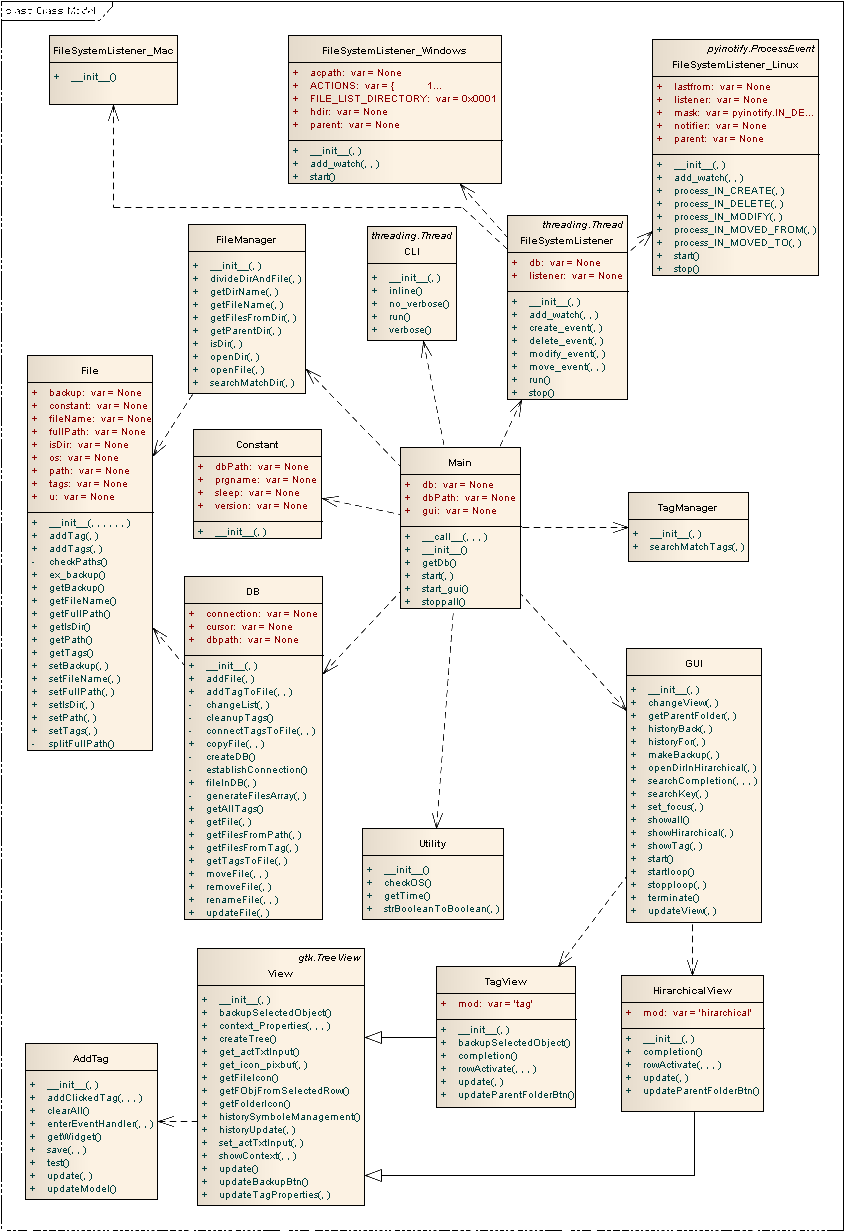 class Class Model
FileSystemListener_Mac
+ __init__()
FileSystemListener_Windows
+ acpath: var = None
+ ACTIONS: var = { 1...
+ FILE_LIST_DIRECTORY: var = 0x0001
+ hdir: var = None
+ parent: var = None
+ __init__(, )
+ add_watch(, , )
+ start()
pyinotify.ProcessEvent
FileSystemListener_Linux
+ lastfrom: var = None
+ listener: var = None
+ mask: var = pyinotify.IN_DE...
+ notifier: var = None
+ parent: var = None
+ __init__(, )
+ add_watch(, , )
+ process_IN_CREATE(, )
+ process_IN_DELETE(, )
+ process_IN_MODIFY(, )
+ process_IN_MOVED_FROM(, )
+ process_IN_MOVED_TO(, )
+ start()
+ stop()
FileManager
+ __init__(, )
+ divideDirAndFile(, )
+ getDirName(, )
+ getFileName(, )
+ getFilesFromDir(, )
+ getParentDir(, )
+ isDir(, )
+ openDir(, )
+ openFile(, )
+ searchMatchDir(, )
threading.Thread
CLI
+ __init__(, )
+ inline()
+ no_verbose()
+ run()
+ verbose()
threading.Thread
FileSystemListener
+ db: var = None
+ listener: var = None
+ __init__(, )
+ add_watch(, , )
+ create_event(, )
+ delete_event(, )
+ modify_event(, )
+ move_event(, , )
+ run()
+ stop()
File
+ backup: var = None
+ constant: var = None
+ fileName: var = None
+ fullPath: var = None
+ isDir: var = None
+ os: var = None
+ path: var = None
+ tags: var = None
+ u: var = None
+ __init__(, , , , , , )
+ addTag(, )
+ addTags(, )
- checkPaths()
+ ex_backup()
+ getBackup()
+ getFileName()
+ getFullPath()
+ getIsDir()
+ getPath()
+ getTags()
+ setBackup(, )
+ setFileName(, )
+ setFullPath(, )
+ setIsDir(, )
+ setPath(, )
+ setTags(, )
- splitFullPath()
Constant
+ dbPath: var = None
+ prgname: var = None
+ sleep: var = None
+ version: var = None
+ __init__(, )
Main
+ db: var = None
+ dbPath: var = None
+ gui: var = None
+ __call__(, , , )
+ __init__()
+ getDb()
+ start(, )
+ start_gui()
+ stoppall()
TagManager
+ __init__(, )
+ searchMatchTags(, )
DB
+ connection: var = None
+ cursor: var = None
+ dbpath: var = None
+ __init__(, )
+ addFile(, )
+ addTagToFile(, , )
- changeList(, )
- cleanupTags()
- connectTagsToFile(, , )
+ copyFile(, , )
- createDB()
- establishConnection()
+ fileInDB(, )
- generateFilesArray(, )
+ getAllTags()
+ getFile(, )
+ getFilesFromPath(, )
+ getFilesFromTag(, )
+ getTagsToFile(, )
+ moveFile(, , )
+ removeFile(, )
+ renameFile(, , )
+ updateFile(, )
GUI
+ __init__(, )
+ changeView(, )
+ getParentFolder(, )
+ historyBack(, )
+ historyFor(, )
+ makeBackup(, )
+ openDirInHirarchical(, )
+ searchCompletion(, , , )
+ searchKey(, )
+ set_focus(, )
+ showall()
+ showHirarchical(, )
+ showTag(, )
+ start()
+ startloop()
+ stopploop(, )
+ terminate()
+ updateView(, )
Utility
+ __init__()
+ checkOS()
+ getTime()
+ strBooleanToBoolean(, )
gtk.TreeView
View
+ __init__(, )
+ backupSelectedObject()
+ context_Properties(, , , )
+ createTree()
+ get_actTxtInput()
+ get_icon_pixbuf(, )
+ getFileIcon()
+ getFObjFromSelectedRow()
+ getFolderIcon()
+ historySymboleManagement()
+ historyUpdate(, )
+ set_actTxtInput(, )
+ showContext(, , )
+ update()
+ updateBackupBtn()
+ updateTagProperties(, )
TagView
+ mod: var = 'tag'
+ __init__(, )
+ backupSelectedObject()
+ completion()
+ rowActivate(, , , )
+ update(, )
+ updateParentFolderBtn()
HirarchicalView
+ mod: var = 'hirarchical'
+ __init__(, )
+ completion()
+ rowActivate(, , , )
+ update(, )
+ updateParentFolderBtn()
AddTag
+ __init__(, )
+ addClickedTag(, , , )
+ clearAll()
+ enterEventHandler(, , )
+ getWidget()
+ save(, , )
+ test()
+ update(, )
+ updateModel()